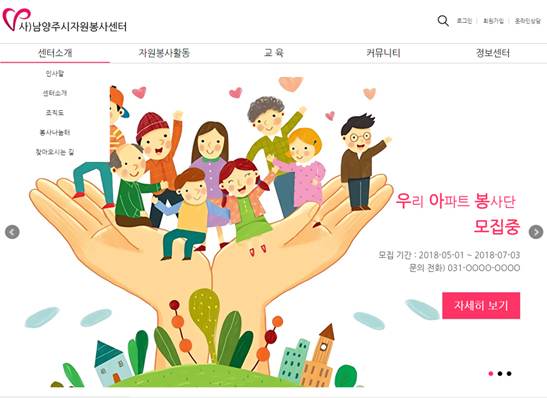 사)남양주시자원봉사센터
로그인 | 회원가입 | 온라인상담
센터소개 자원봉사활동 교 육 커뮤니티 정보센터
인사말
센터소개
조직도
봉사나눔터
찾아오시는 길
우리 아파트 봉사단
모집중
모집 기간 : 2018-05-01 ~ 2018-07-03
문의 전화) 031-OOOO-OOOO
자세히 보기